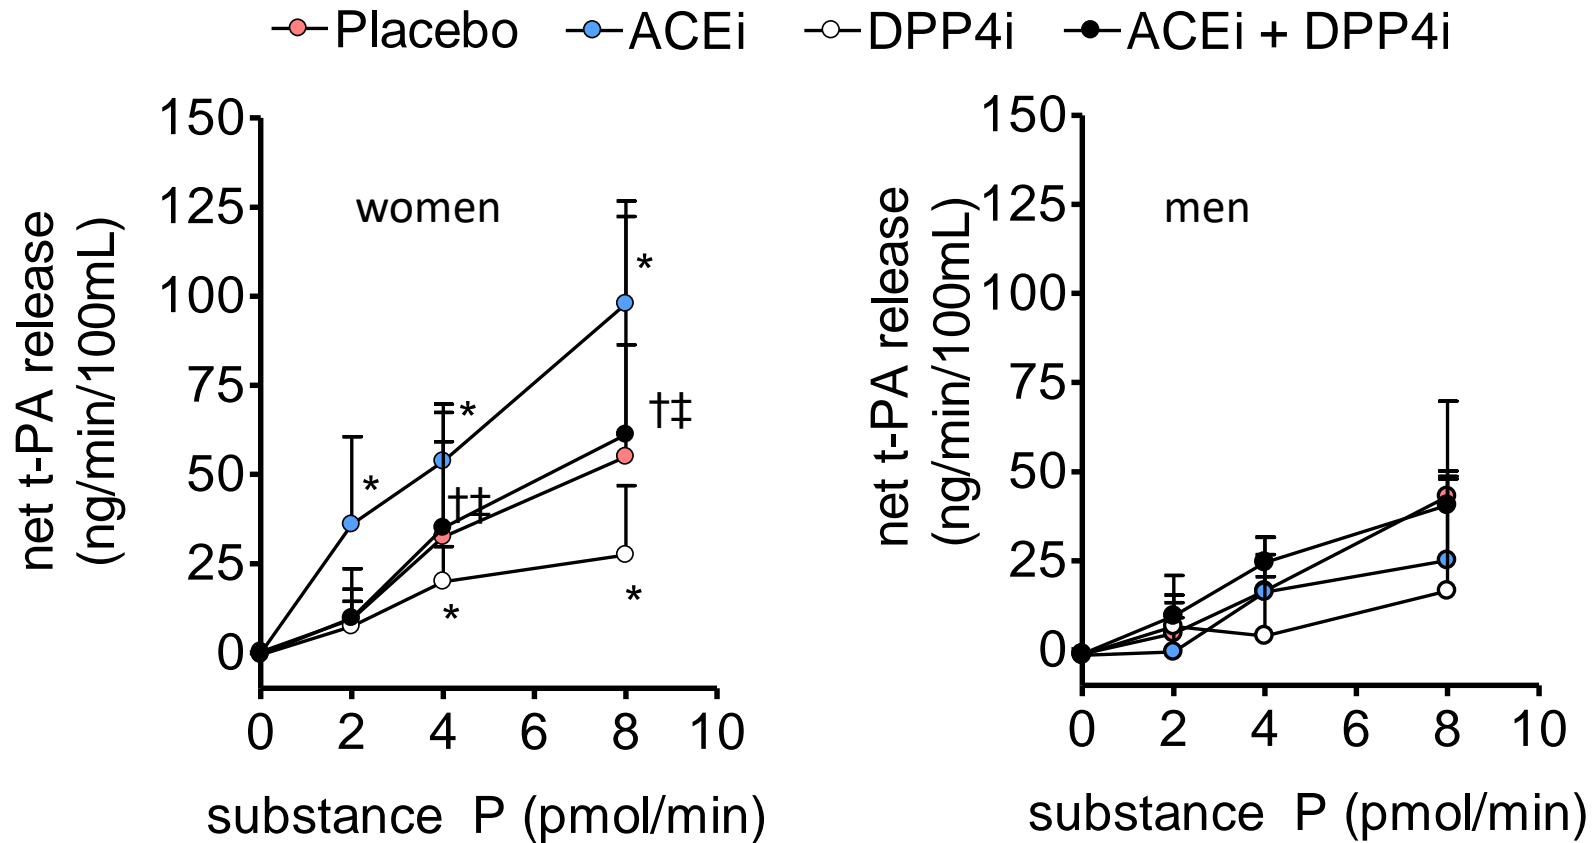 Placebo ACEi DPP4i ACEi + DPP4i
women
net t-PA release
(ng/min/100mL)
150
125
100
75
50
25
0
*
*
*
†‡
†‡
*
*
0 2 4 6 8 10
substance P (pmol/min)
men
net t-PA release
(ng/min/100mL)
150
125
100
75
50
25
0
0 2 4 6 8 10
substance P (pmol/min)